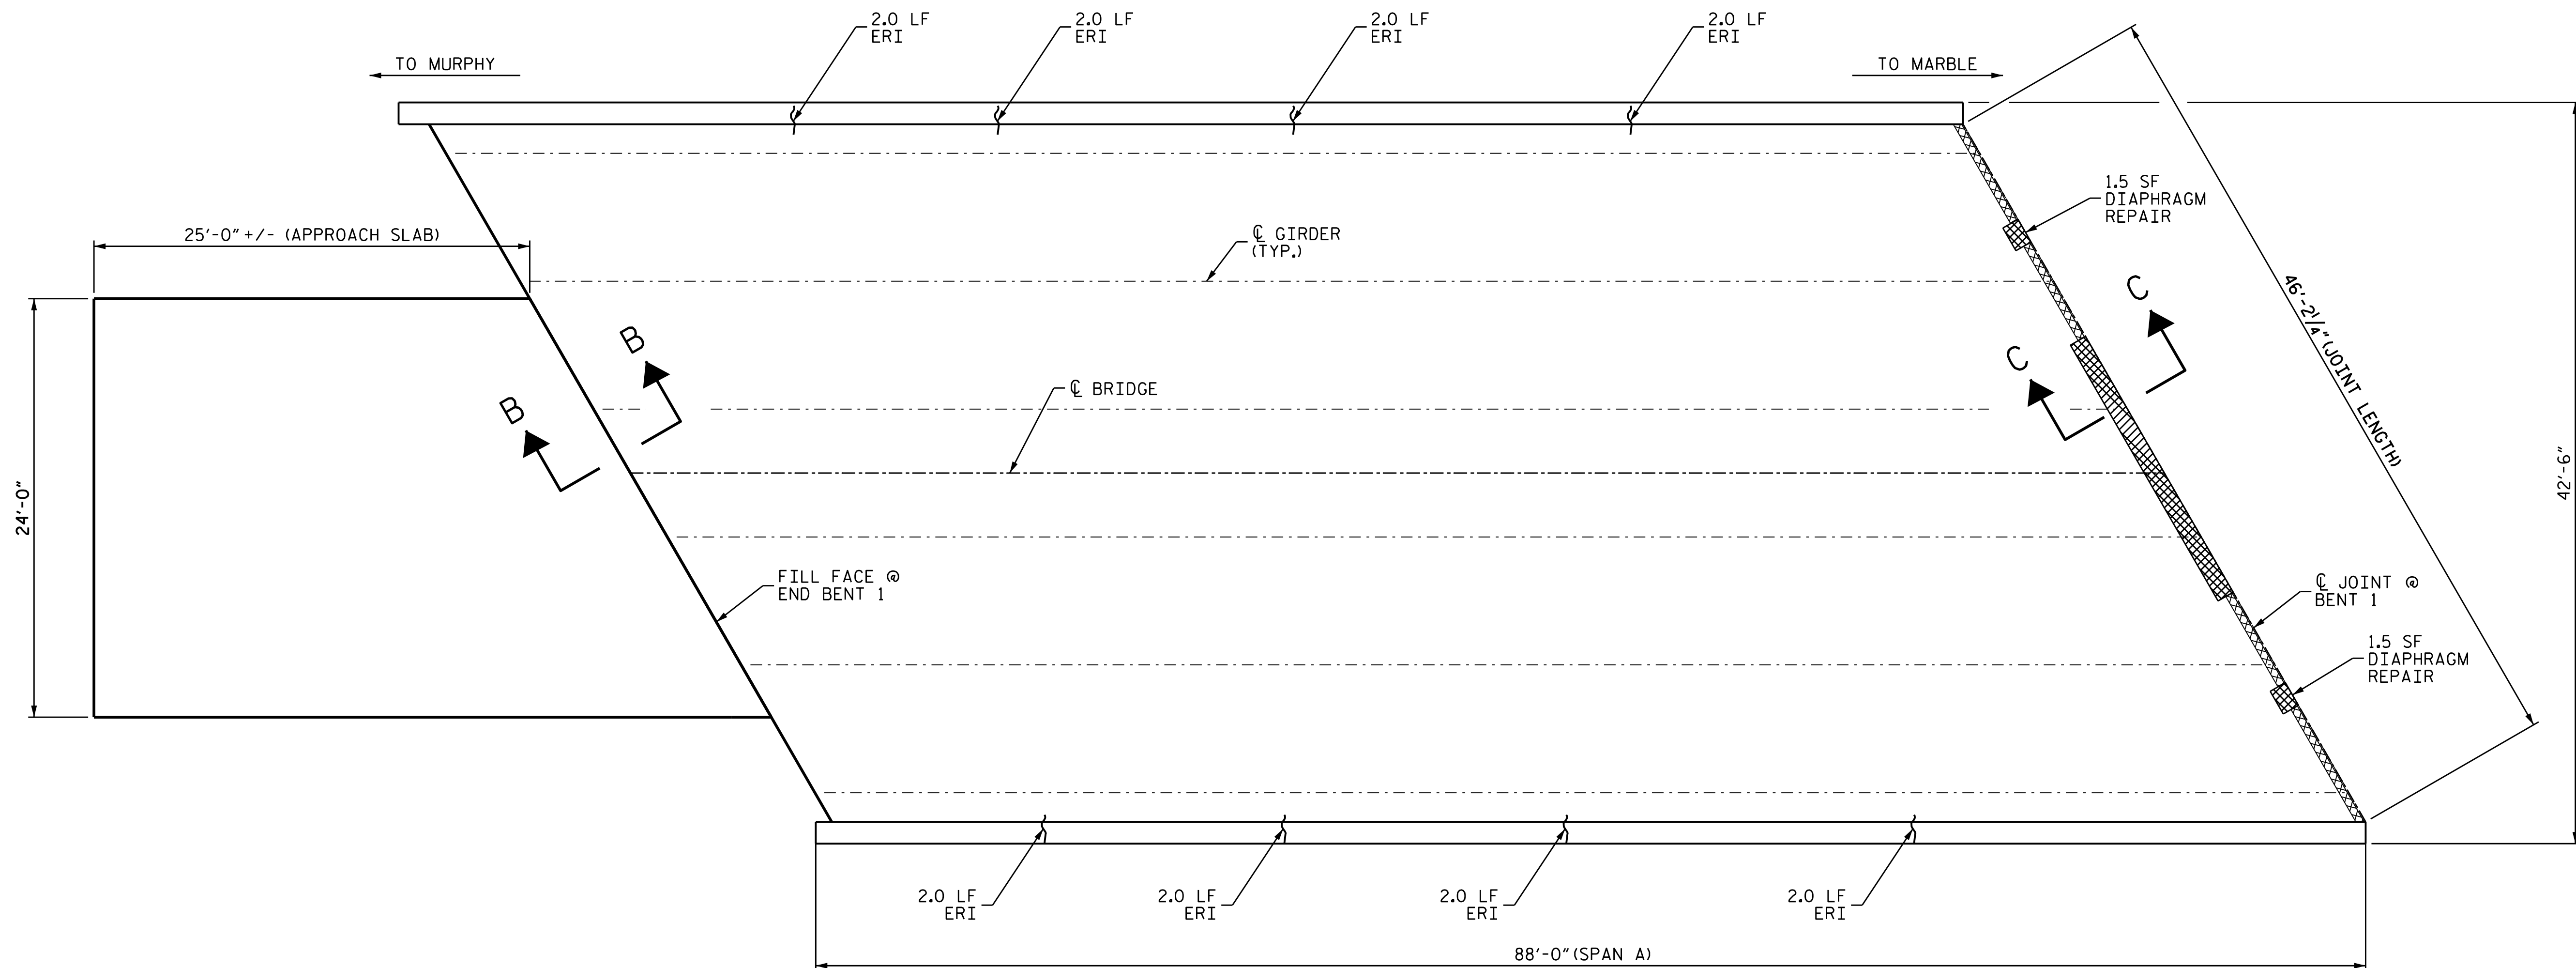 2.0 LF
ERI
2.0 LF
ERI
2.0 LF
ERI
2.0 LF
ERI
TO MURPHY
TO MARBLE
1.5 SF
DIAPHRAGM
REPAIR
25'-0" +/- (APPROACH SLAB)
℄ GIRDER
(TYP.)
C
46'-2¼" (JOINT LENGTH)
B
C
℄ BRIDGE
B
42'-6"
24'-0"
FILL FACE @
END BENT 1
℄ JOINT @
BENT 1
1.5 SF
DIAPHRAGM
REPAIR
2.0 LF
ERI
2.0 LF
ERI
2.0 LF
ERI
2.0 LF
ERI
88'-0" (SPAN A)